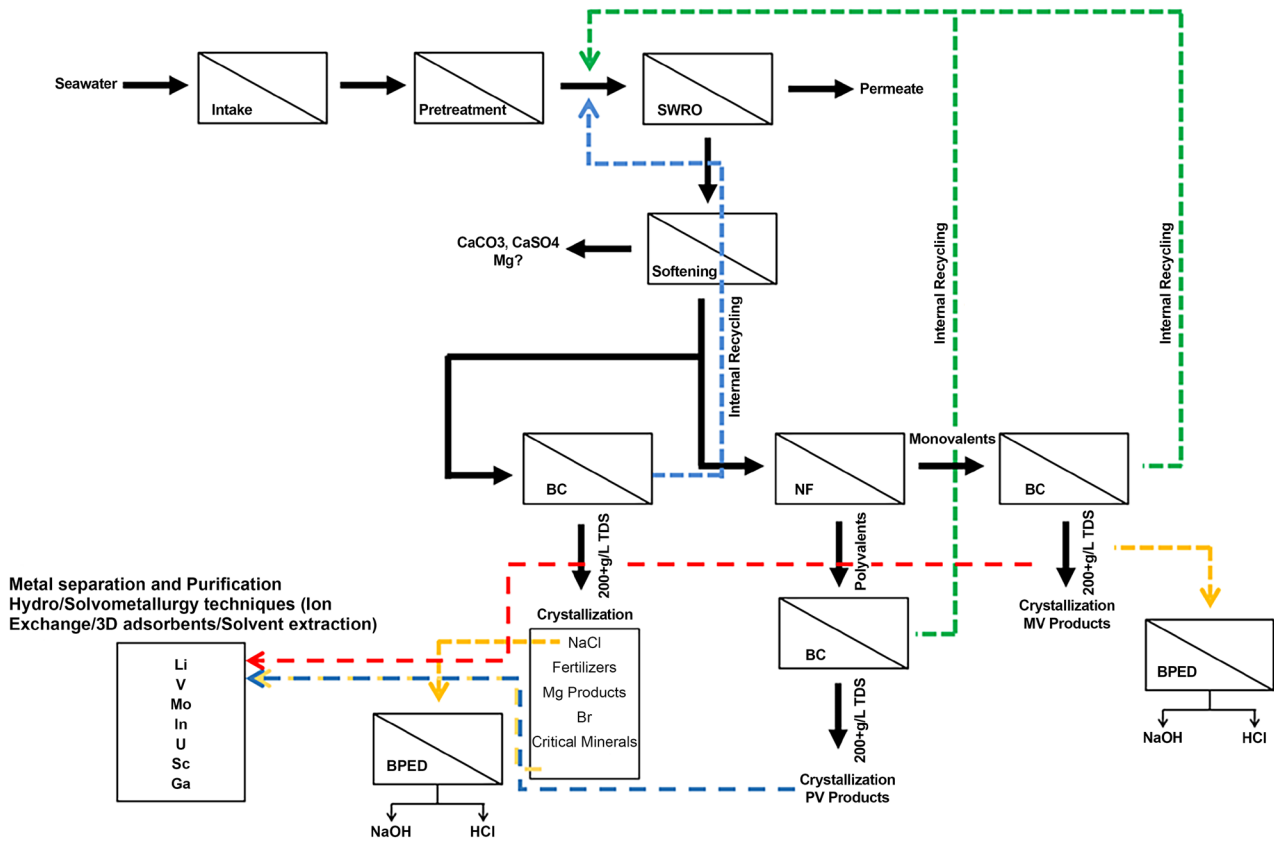 Seawater
Intake
Pretreatment
SWRO
Permeate
CaCO3, CaSO4
Mg?
Softening
Internal Recycling
Internal Recycling
Internal Recycling
BC
NF
Monovalents
BC
200+g/L TDS
Polyvalents
200+g/L TDS
Metal separation and Purification
Hydro/Solvometallurgy techniques (Ion
Exchange/3D adsorbents/Solvent extraction)
Li
V
Mo
In
U
Sc
Ga
Crystallization
NaCl
Fertilizers
Mg Products
Br
Critical Minerals
BPED
NaOH
HCl
BC
200+g/L TDS
Crystallization
PV Products
Crystallization
MV Products
BPED
NaOH
HCl